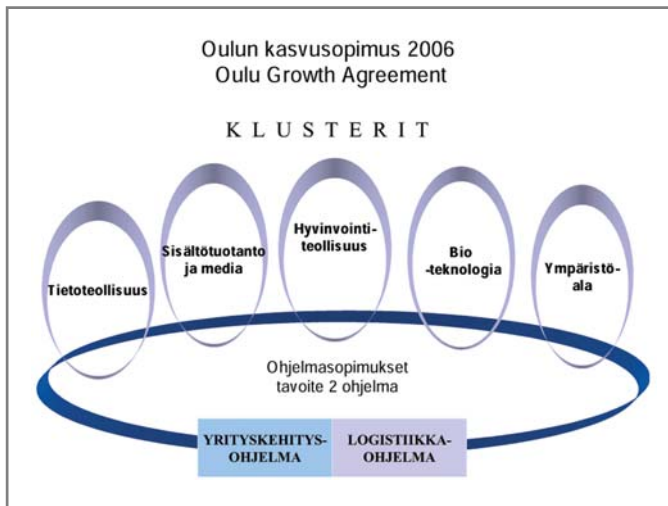 Oulun kasvusopimus 2006
Oulu Growth Agreement
KLUSTERIT
Tietoteollisuus
Sisältötuotanto
ja media
Hyvinvointi-
teollisuus
Bio
-teknologia
Ympäristö-
ala
Ohjelmasopimukset
tavoite 2 ohjelma
YRITYSKEHITYS-
OHJELMA
LOGISTIIKKA-
OHJELMA